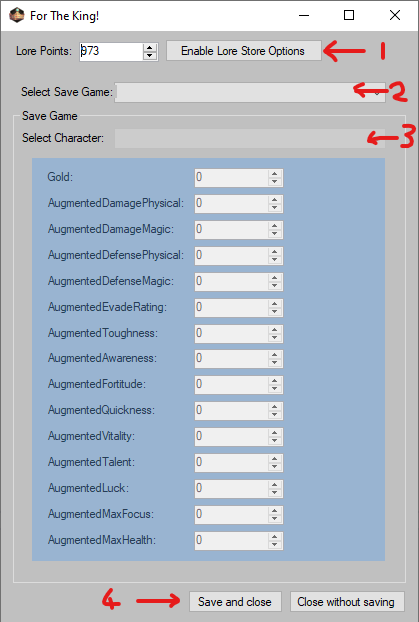 For The King!
Lore Points: 973 Enable Lore Store Options 1
Select Save Game: 2
Save Game
Select Character: 3
Gold: 0
AugmentedDamagePhysical: 0
AugmentedDamageMagic: 0
AugmentedDefensePhysical: 0
AugmentedDefenseMagic: 0
AugmentedEvadeRating: 0
AugmentedToughness: 0
AugmentedAwareness: 0
AugmentedFortitude: 0
AugmentedQuickness: 0
AugmentedVitality: 0
AugmentedTalent: 0
AugmentedLuck: 0
AugmentedMaxFocus: 0
AugmentedMaxHealth: 0
4 Save and close Close without saving